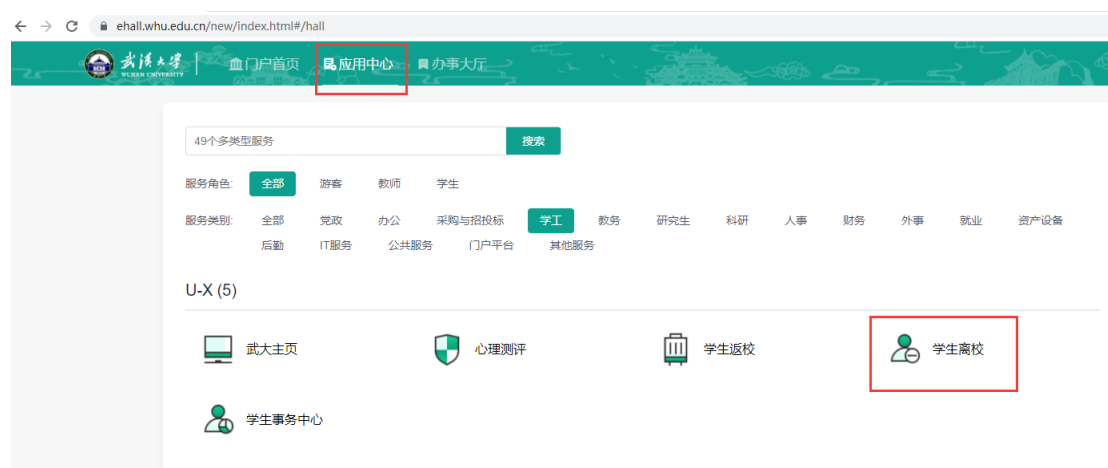 ehall.whu.edu.cn/new/index.html#/hall
武汉大学 门户首页 应用中心 办事大厅
WUHAN UNIVERSITY
49个多类型服务 搜索
服务角色: 全部 游客 教师 学生
服务类别: 全部 党政 办公 采购与招投标 学工 教务 研究生 科研 人事 财务 外事 就业 资产设备
后勤 IT服务 公共服务 门户平台 其他服务
U-X (5)
武大主页 心理测评 学生返校 学生离校
学生事务中心